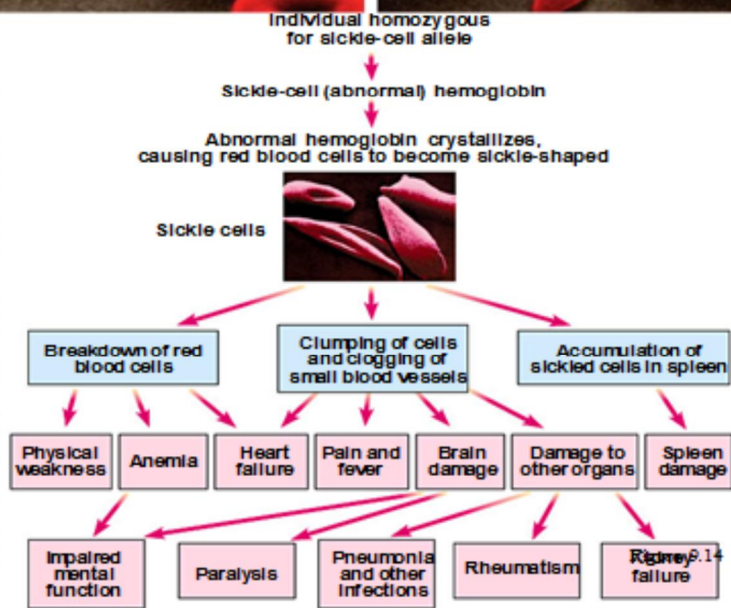 Individual homozygous
for sickle-cell allele
Sickle-cell (abnormal) hemoglobin
Abnormal hemoglobin crystallizes,
causing red blood cells to become sickle-shaped
Sickle cells
Breakdown of red
blood cells
Clumping of cells
and clogging of
small blood vessels
Accumulation of
sickled cells in spleen
Physical
weakness
Anemia
Heart
failure
Pain and
fever
Brain
damage
Damage to
other organs
Spleen
damage
Impaired
mental
function
Paralysis
Pneumonia
and other
infections
Rheumatism
Kidney
failure
Figure 9.14